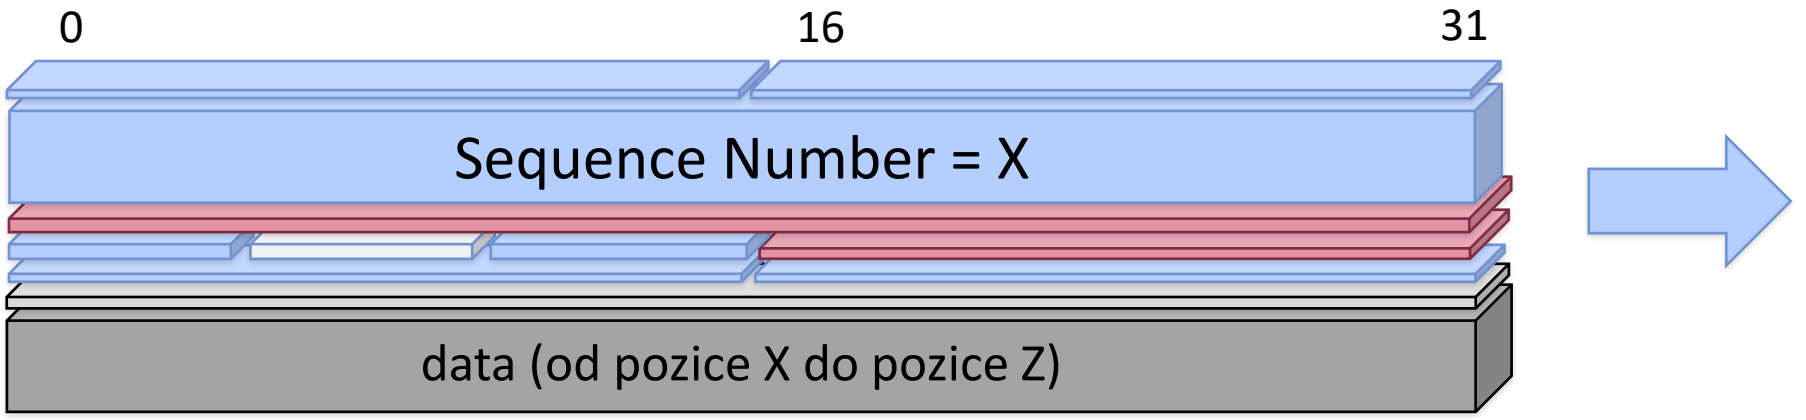 0 16 31
Sequence Number = X
data (od pozice X do pozice Z)